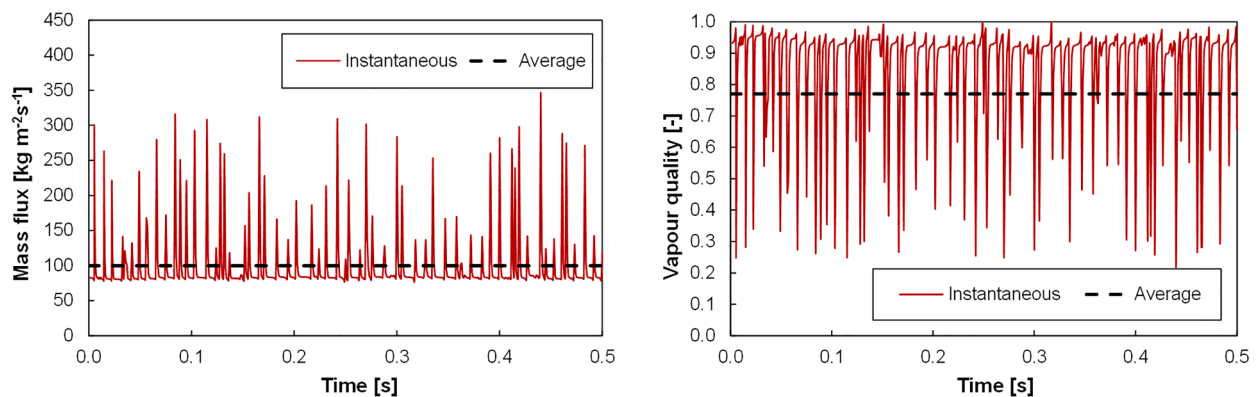 450
400
350
300
250
200
150
100
50
0
Mass flux [kg m-2s-1]
Instantaneous
Average
0.0 0.1 0.2 0.3 0.4 0.5
Time [s]
1.0
0.9
0.8
0.7
0.6
0.5
0.4
0.3
0.2
0.1
0.0
Vapour quality [-]
Instantaneous
Average
0.0 0.1 0.2 0.3 0.4 0.5
Time [s]